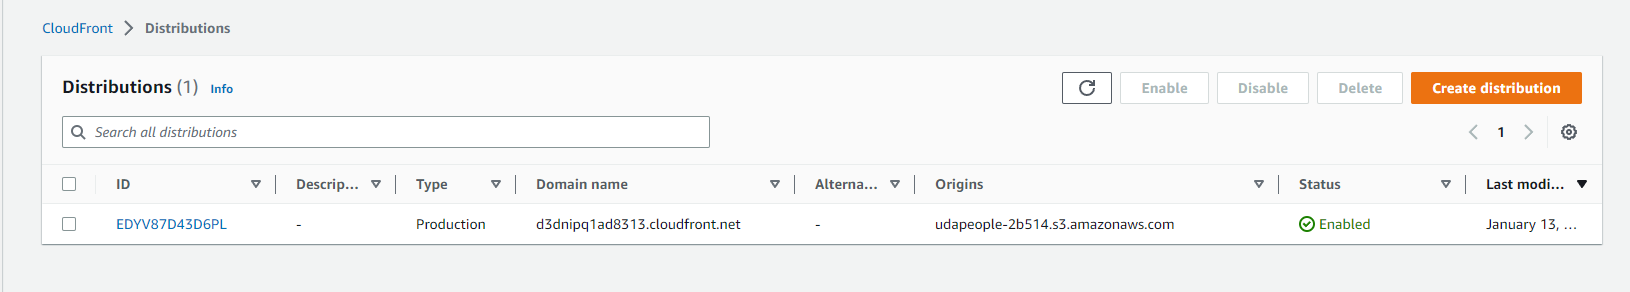 CloudFront > Distributions
Distributions (1) Info
Enable Disable Delete Create distribution
Search all distributions
1
ID Descrip... Type Domain name Alterna... Origins Status Last modi...
EDYV87D43D6PL - Production d3dnipq1ad8313.cloudfront.net - udapeople-2b514.s3.amazonaws.com Enabled January 13, ...